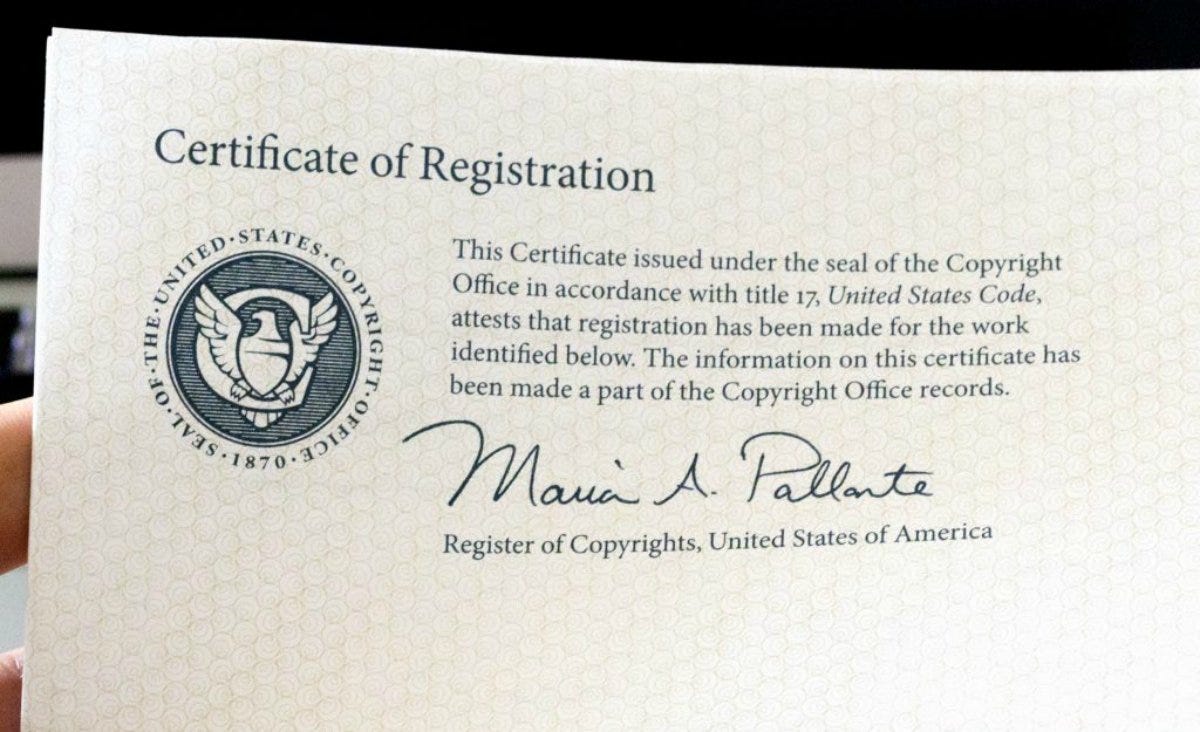 Certificate of Registration
SEAL·OF·THE·UNITED·STATES·COPYRIGHT·OFFICE·1870·
This Certificate issued under the seal of the Copyright
Office in accordance with title 17, United States Code,
attests that registration has been made for the work
identified below. The information on this certificate has
been made a part of the Copyright Office records.
Maria A. Pallante
Register of Copyrights, United States of America